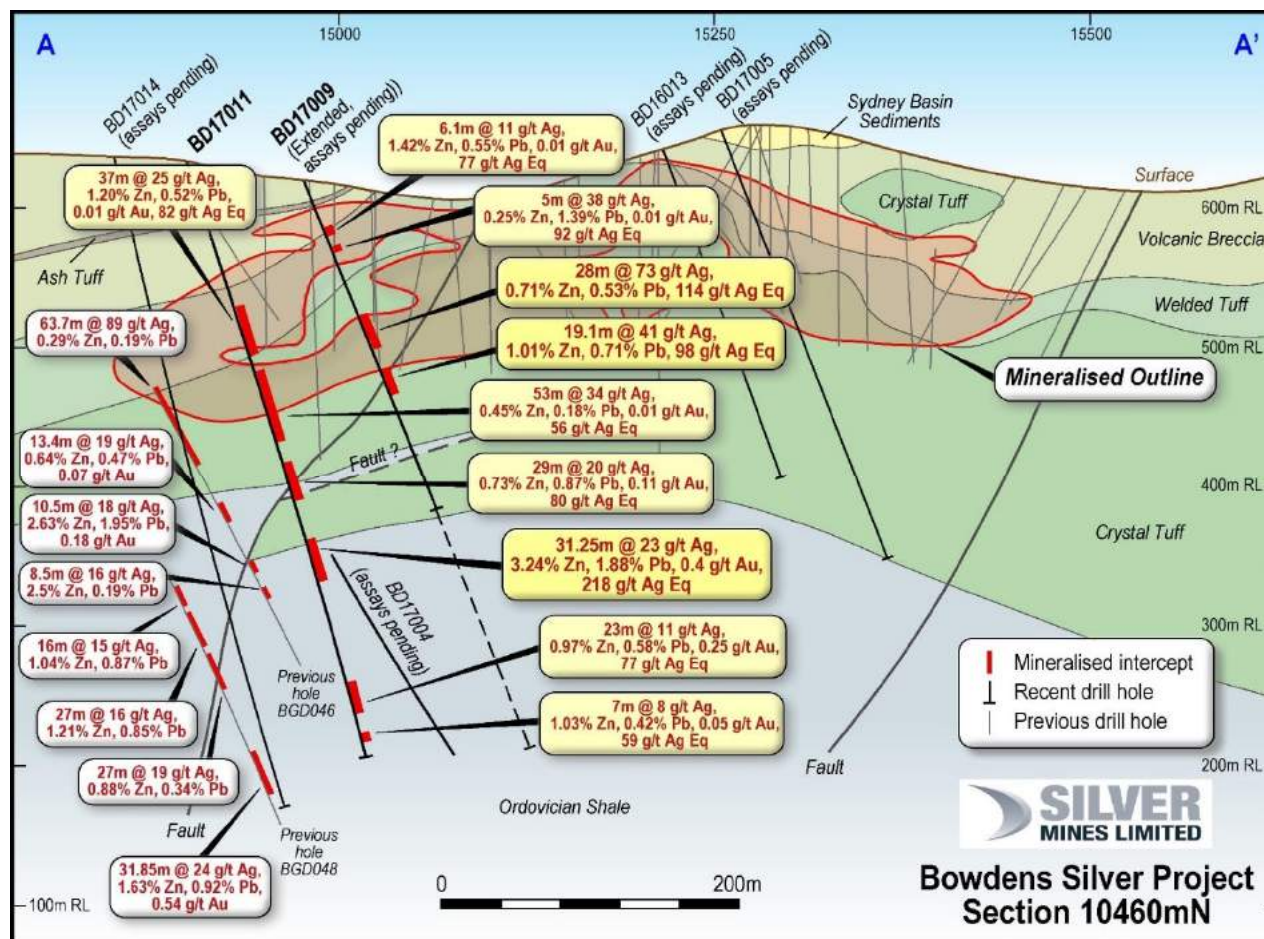 A
15000
15250
15500
A'
BD17014
(assays pending)
BD17011
BD17009
(Extended,
assays pending))
BD16013
(assays pending)
BD17005
(assays pending)
Sydney Basin
Sediments
6.1m @ 11 g/t Ag,
1.42% Zn, 0.55% Pb, 0.01 g/t Au,
77 g/t Ag Eq
37m @ 25 g/t Ag,
1.20% Zn, 0.52% Pb,
0.01 g/t Au, 82 g/t Ag Eq
5m @ 38 g/t Ag,
0.25% Zn, 1.39% Pb, 0.01 g/t Au,
92 g/t Ag Eq
Surface
600m RL
Crystal Tuff
Volcanic Breccia
Ash Tuff
28m @ 73 g/t Ag,
0.71% Zn, 0.53% Pb, 114 g/t Ag Eq
Welded Tuff
63.7m @ 89 g/t Ag,
0.29% Zn, 0.19% Pb
19.1m @ 41 g/t Ag,
1.01% Zn, 0.71% Pb, 98 g/t Ag Eq
500m RL
Mineralised Outline
53m @ 34 g/t Ag,
0.45% Zn, 0.18% Pb, 0.01 g/t Au,
56 g/t Ag Eq
13.4m @ 19 g/t Ag,
0.64% Zn, 0.47% Pb,
0.07 g/t Au
Fault ?
29m @ 20 g/t Ag,
0.73% Zn, 0.87% Pb, 0.11 g/t Au,
80 g/t Ag Eq
400m RL
10.5m @ 18 g/t Ag,
2.63% Zn, 1.95% Pb,
0.18 g/t Au
Crystal Tuff
31.25m @ 23 g/t Ag,
3.24% Zn, 1.88% Pb, 0.4 g/t Au,
218 g/t Ag Eq
8.5m @ 16 g/t Ag,
2.5% Zn, 0.19% Pb
BD17004
(assays pending)
300m RL
23m @ 11 g/t Ag,
0.97% Zn, 0.58% Pb, 0.25 g/t Au,
77 g/t Ag Eq
16m @ 15 g/t Ag,
1.04% Zn, 0.87% Pb
Previous
hole
BGD046
Mineralised intercept
Recent drill hole
Previous drill hole
27m @ 16 g/t Ag,
1.21% Zn, 0.85% Pb
7m @ 8 g/t Ag,
1.03% Zn, 0.42% Pb, 0.05 g/t Au,
59 g/t Ag Eq
Fault
200m RL
27m @ 19 g/t Ag,
0.88% Zn, 0.34% Pb
Ordovician Shale
SILVER
MINES LIMITED
Fault
Previous
hole
BGD048
31.85m @ 24 g/t Ag,
1.63% Zn, 0.92% Pb,
0.54 g/t Au
0
200m
Bowdens Silver Project
Section 10460mN
100m RL